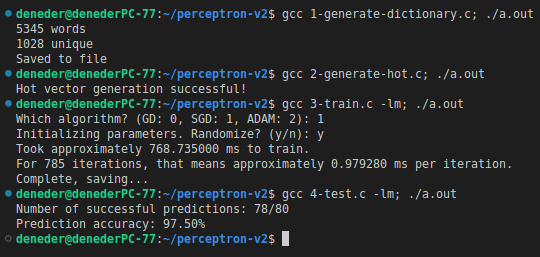 deneder@denederPC-77:~/perceptron-v2$ gcc 1-generate-dictionary.c; ./a.out
5345 words
1028 unique
Saved to file
deneder@denederPC-77:~/perceptron-v2$ gcc 2-generate-hot.c; ./a.out
Hot vector generation successful!
deneder@denederPC-77:~/perceptron-v2$ gcc 3-train.c -lm; ./a.out
Which algorithm? (GD: 0, SGD: 1, ADAM: 2): 1
Initializing parameters. Randomize? (y/n): y
Took approximately 768.735000 ms to train.
For 785 iterations, that means approximately 0.979280 ms per iteration.
Complete, saving...
deneder@denederPC-77:~/perceptron-v2$ gcc 4-test.c -lm; ./a.out
Number of successful predictions: 78/80
Prediction accuracy: 97.50%
deneder@denederPC-77:~/perceptron-v2$